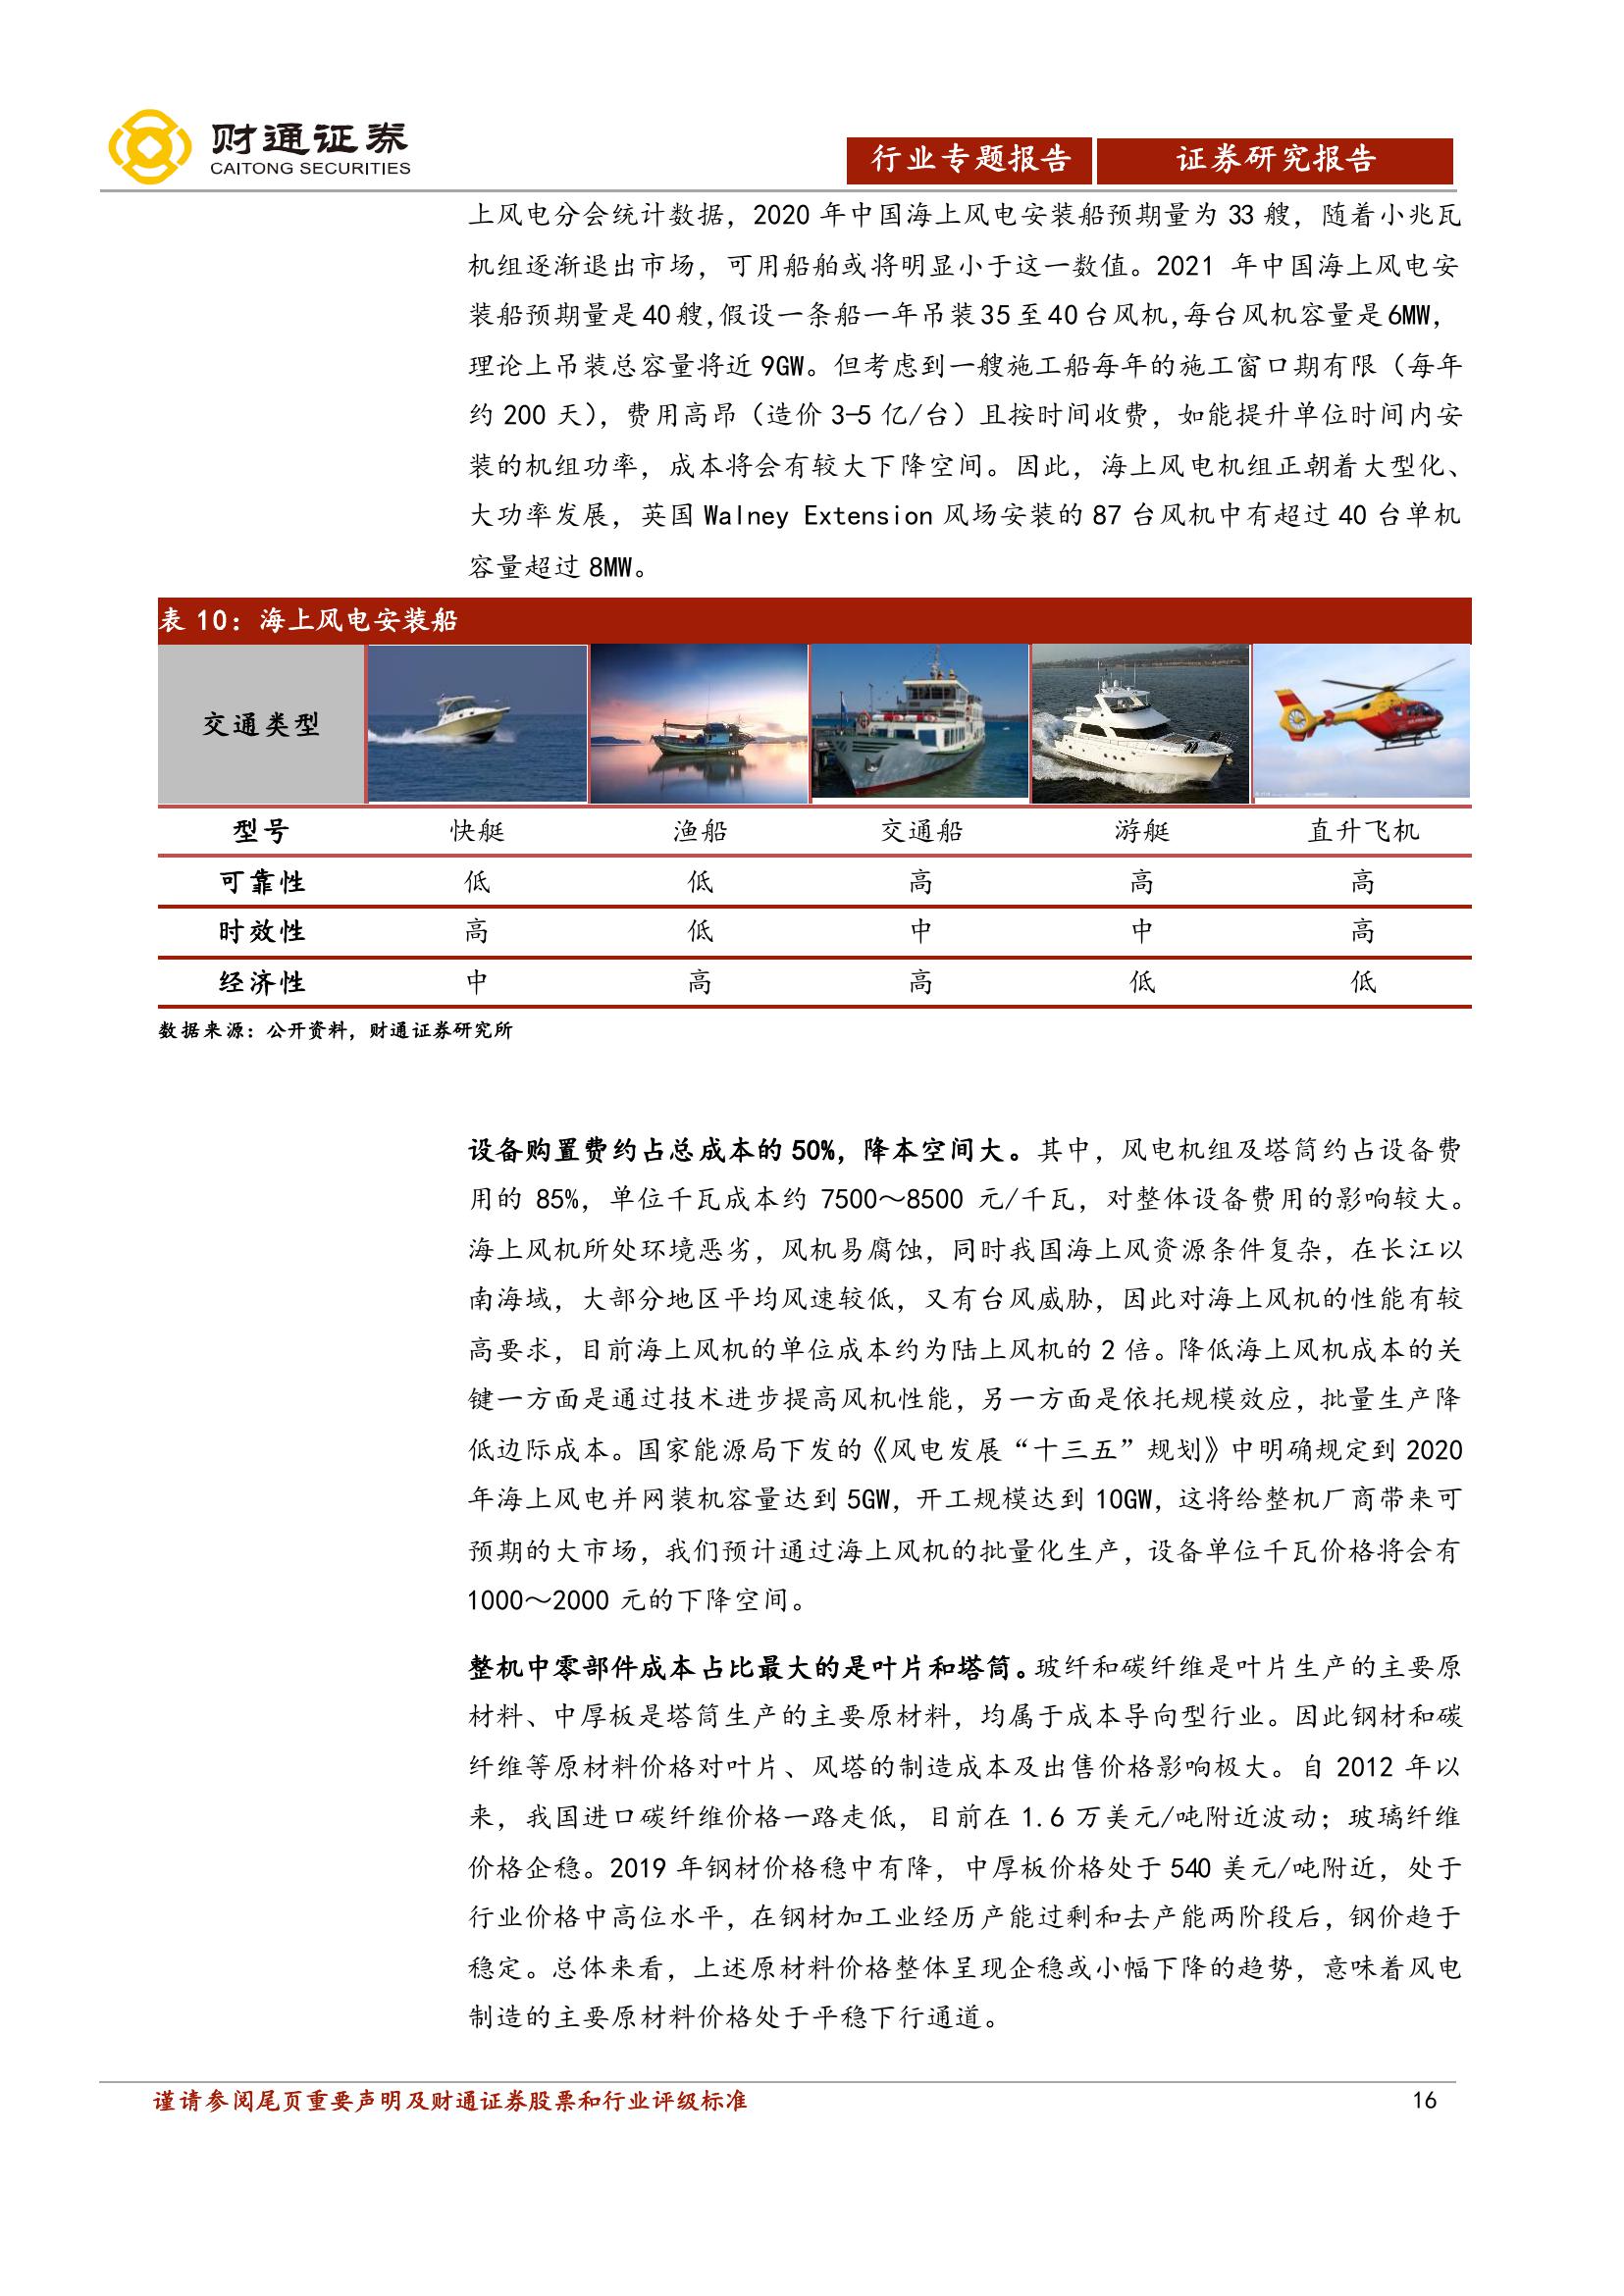 财通证券
CAITONG SECURITIES
行业专题报告
证券研究报告
上风电分会统计数据，2020 年中国海上风电安装船预期量为 33 艘，随着小兆瓦
机组逐渐退出市场，可用船舶或将明显小于这一数值。2021 年中国海上风电安
装船预期量是 40 艘,假设一条船一年吊装 35 至 40 台风机,每台风机容量是 6MW，
理论上吊装总容量将近 9GW。但考虑到一艘施工船每年的施工窗口期有限（每年
约 200 天），费用高昂（造价 3-5 亿/台）且按时间收费，如能提升单位时间内安
装的机组功率，成本将会有较大下降空间。因此，海上风电机组正朝着大型化、
大功率发展，英国 Walney Extension 风场安装的 87 台风机中有超过 40 台单机
容量超过 8MW。
表 10：海上风电安装船
交通类型
型号 快艇 渔船 交通船 游艇 直升飞机
可靠性 低 低 高 高 高
时效性 高 低 中 中 高
经济性 中 高 高 低 低
数据来源：公开资料，财通证券研究所
设备购置费约占总成本的 50%，降本空间大。其中，风电机组及塔筒约占设备费
用的 85%，单位千瓦成本约 7500～8500 元/千瓦，对整体设备费用的影响较大。
海上风机所处环境恶劣，风机易腐蚀，同时我国海上风资源条件复杂，在长江以
南海域，大部分地区平均风速较低，又有台风威胁，因此对海上风机的性能有较
高要求，目前海上风机的单位成本约为陆上风机的 2 倍。降低海上风机成本的关
键一方面是通过技术进步提高风机性能，另一方面是依托规模效应，批量生产降
低边际成本。国家能源局下发的《风电发展“十三五”规划》中明确规定到 2020
年海上风电并网装机容量达到 5GW，开工规模达到 10GW，这将给整机厂商带来可
预期的大市场，我们预计通过海上风机的批量化生产，设备单位千瓦价格将会有
1000～2000 元的下降空间。
整机中零部件成本占比最大的是叶片和塔筒。玻纤和碳纤维是叶片生产的主要原
材料、中厚板是塔筒生产的主要原材料，均属于成本导向型行业。因此钢材和碳
纤维等原材料价格对叶片、风塔的制造成本及出售价格影响极大。自 2012 年以
来，我国进口碳纤维价格一路走低，目前在 1.6 万美元/吨附近波动；玻璃纤维
价格企稳。2019 年钢材价格稳中有降，中厚板价格处于 540 美元/吨附近，处于
行业价格中高位水平，在钢材加工业经历产能过剩和去产能两阶段后，钢价趋于
稳定。总体来看，上述原材料价格整体呈现企稳或小幅下降的趋势，意味着风电
制造的主要原材料价格处于平稳下行通道。
谨请参阅尾页重要声明及财通证券股票和行业评级标准
16